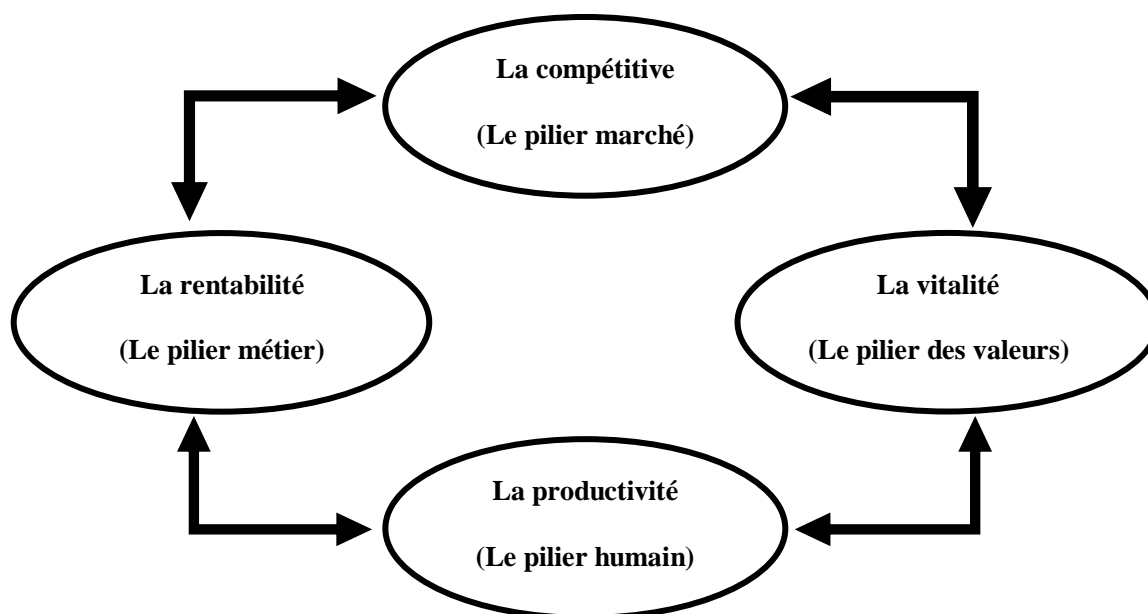 La compétitive
(Le pilier marché)
La rentabilité
(Le pilier métier)
La vitalité
(Le pilier des valeurs)
La productivité
(Le pilier humain)